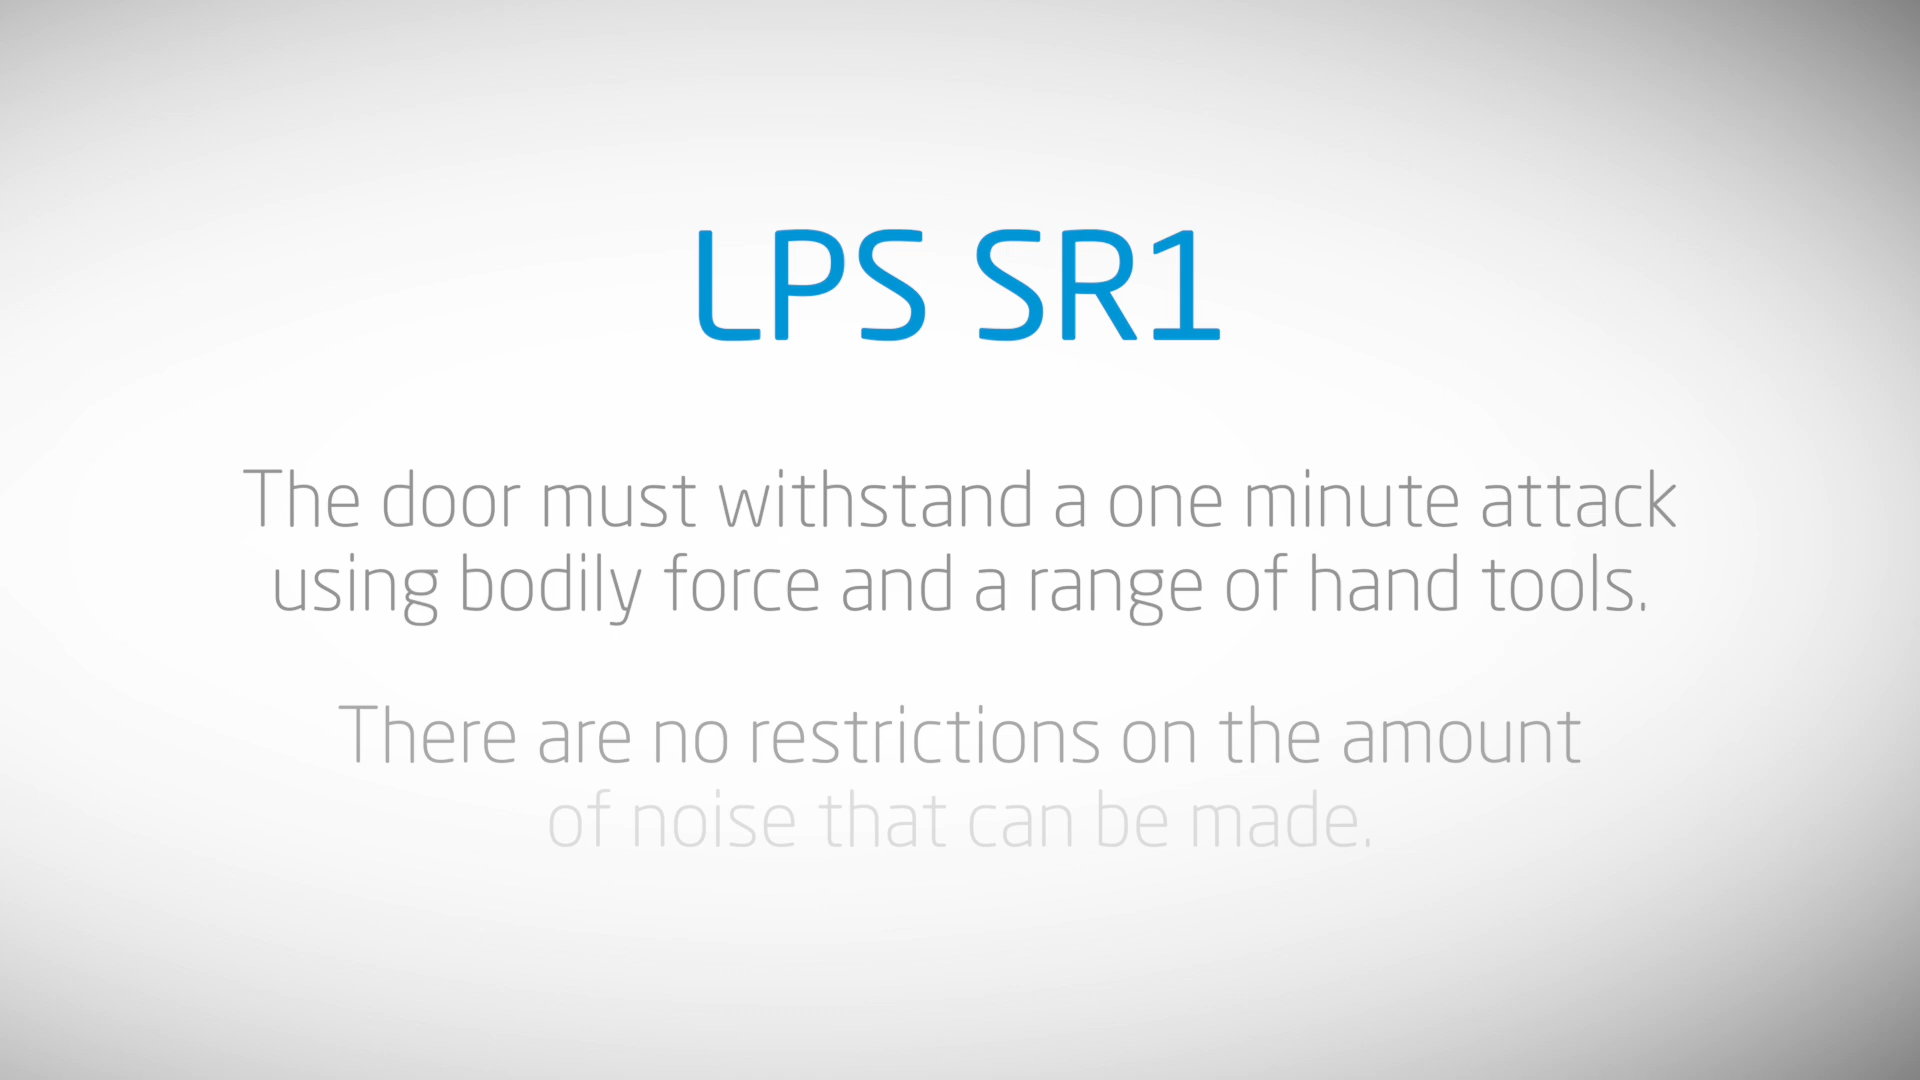 LPS SR1
The door must withstand a one minute attack
using bodily force and a range of hand tools.
There are no restrictions on the amount
of noise that can be made.